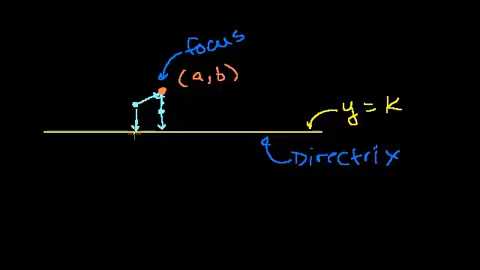 focus
(a,b)
y = k
Directrix